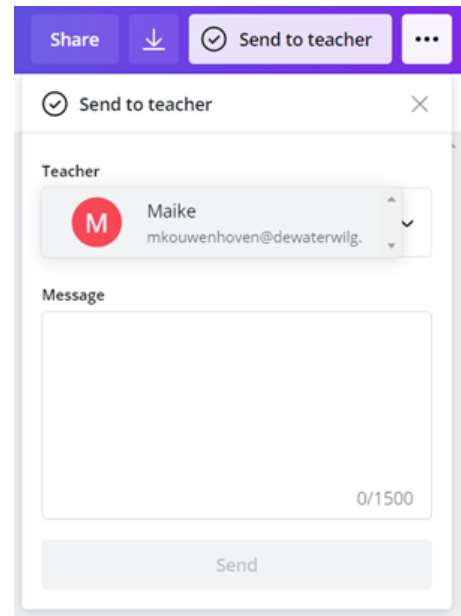 Share
Send to teacher
Send to teacher
Teacher
M
Maike
mkouwenhoven@dewaterwilg.
Message
0/1500
Send